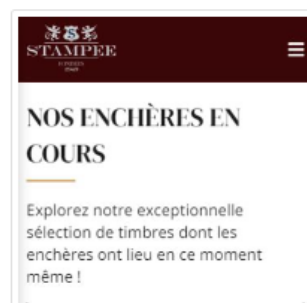 STAMPEE
NOS ENCHÈRES EN
COURS
Explorez notre exceptionnelle
sélection de timbres dont les
enchères ont lieu en ce moment
même !